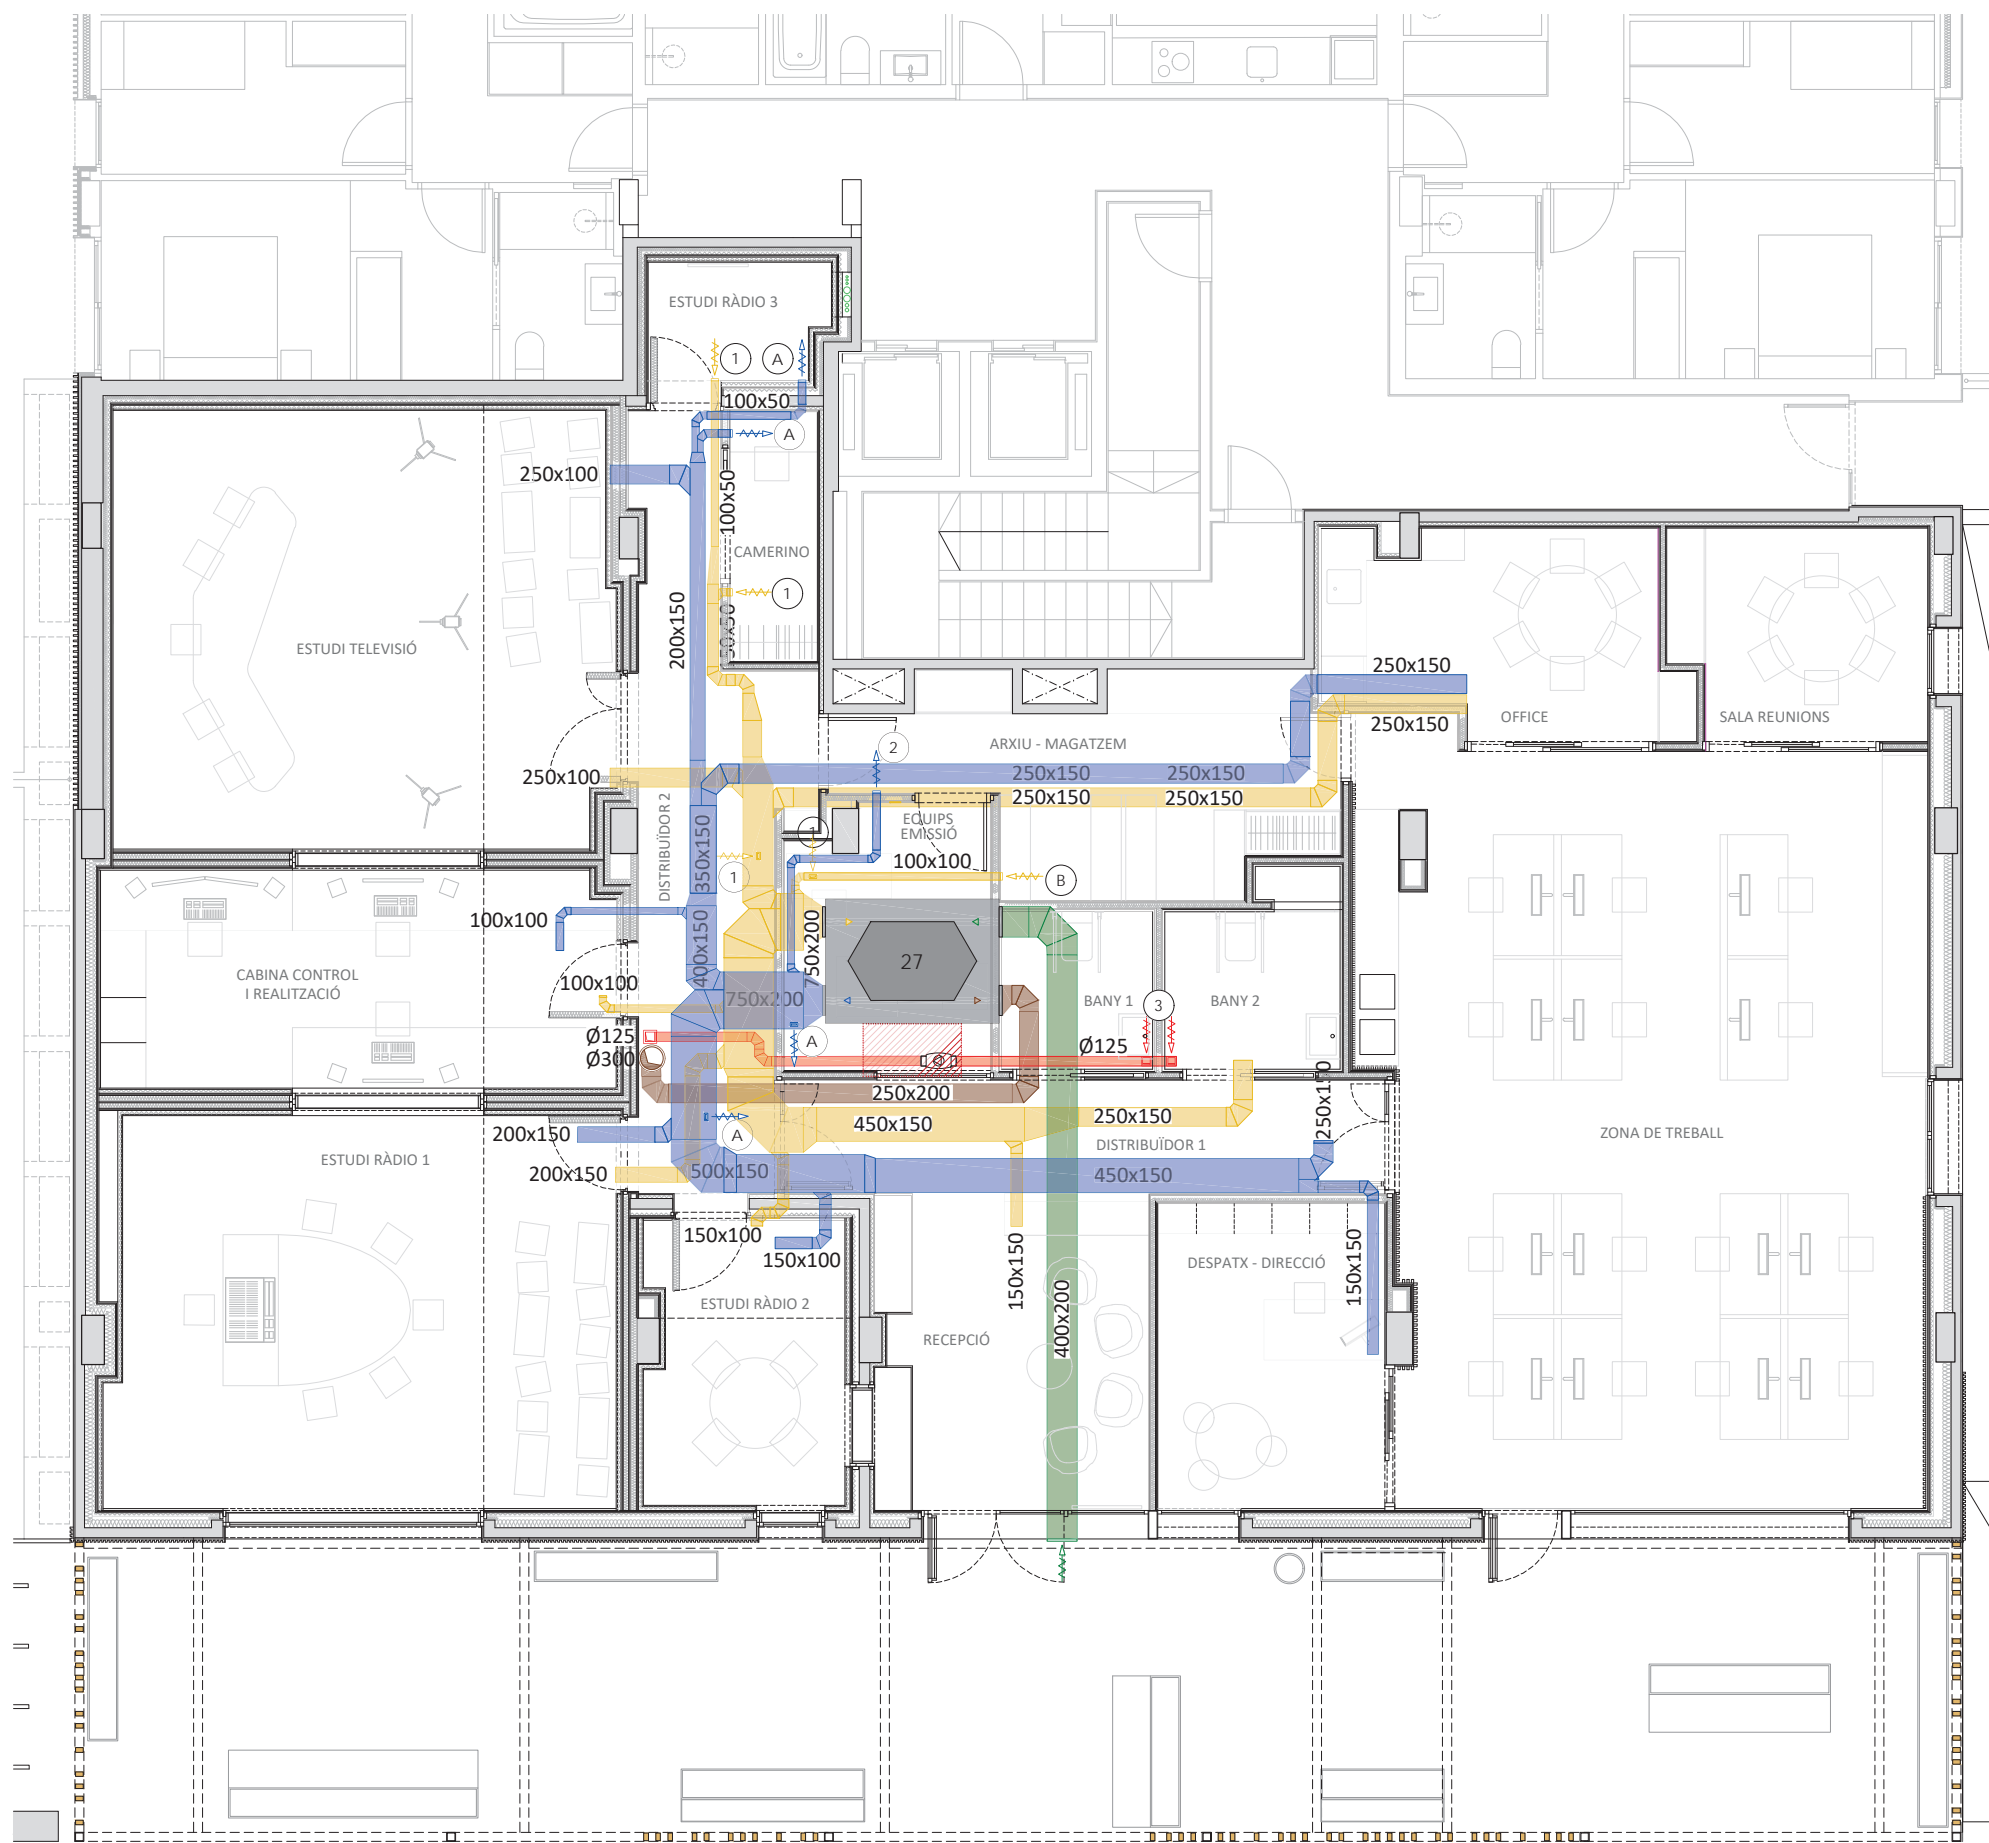 ESTUDI RÀDIO 3
1
A
100x50
A
250x100
100x50
CAMERINO
1
200x150
50x50
ESTUDI TELEVISIÓ
250x150
250x150
OFFICE
SALA REUNIONS
2
ARXIU - MAGATZEM
250x100
250x150
250x150
250x150
250x150
DISTRIBUÏDOR 2
350x150
1
EQUIPS
EMISSIÓ
100x100
1
B
100x100
400x150
750x200
27
CABINA CONTROL
I REALITZACIÓ
100x100
750x200
BANY 1
3
BANY 2
Ø125
A
Ø125
Ø300
250x200
250x150
450x150
250x150
200x150
A
DISTRIBUÏDOR 1
ZONA DE TREBALL
ESTUDI RÀDIO 1
200x150
500x150
450x150
150x100
150x100
150x150
DESPATX - DIRECCIÓ
150x150
ESTUDI RÀDIO 2
RECEPCIÓ
400x200